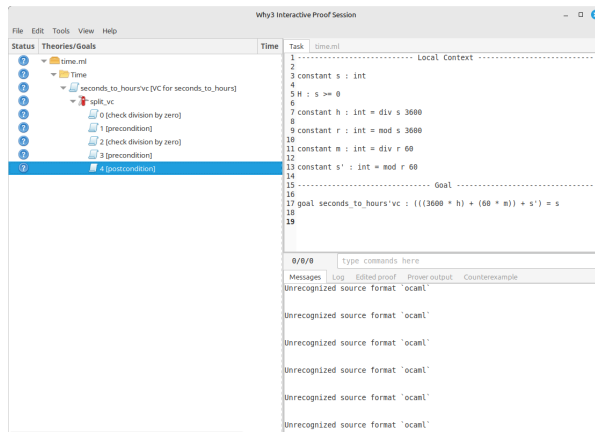 Why3 Interactive Proof Session
File Edit Tools View Help
Status Theories/Goals Time
time.ml
Time
seconds_to_hours'vc [VC for seconds_to_hours]
split_vc
0 [check division by zero]
1 [precondition]
2 [check division by zero]
3 [precondition]
4 [postcondition]
Task time.ml
1 ---------------------------- Local Context ---------------------------
2
3 constant s : int
4
5 H : s >= 0
6
7 constant h : int = div s 3600
8
9 constant r : int = mod s 3600
10
11 constant m : int = div r 60
12
13 constant s' : int = mod r 60
14
15 -------------------------------- Goal --------------------------------
16
17 goal seconds_to_hours'vc : (((3600 * h) + (60 * m)) + s') = s
18
19
0/0/0 type commands here
Messages Log Edited proof Prover output Counterexample
Unrecognized source format `ocaml`
Unrecognized source format `ocaml`
Unrecognized source format `ocaml`
Unrecognized source format `ocaml`
Unrecognized source format `ocaml`
Unrecognized source format `ocaml`